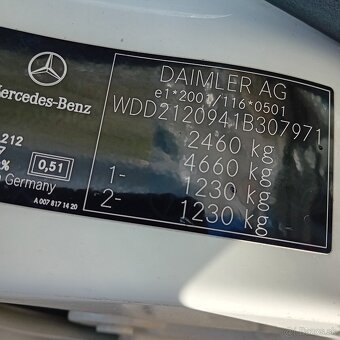 Mercedes-Benz
DAIMLER AG
e1*2001/116*0501
WDD2120941B307971
2460 kg
4660 kg
1- 1230 kg
2- 1230 kg
212
7
% 0,51
Germany
A 007 817 14 20